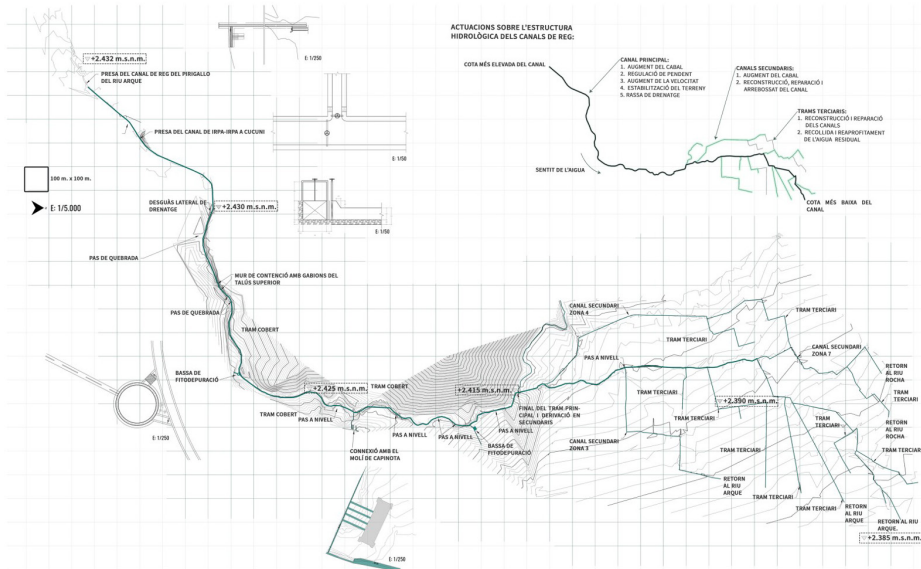 ACTUACIONS SOBRE L'ESTRUCTURA
HIDROLÒGICA DELS CANALS DE REG:
COTA MÉS ELEVADA DEL CANAL
CANAL PRINCIPAL:
1. AUGMENT DEL CABAL
2. REGULACIÓ DE PENDENT
3. AUGMENT DE LA VELOCITAT
4. ESTABILITZACIÓ DEL TERRENY
5. RASSA DE DRENATGE
CANALS SECUNDARIS:
1. AUGMENT DEL CABAL
2. RECONSTRUCCIÓ, REPARACIÓ I
ARREBOSSAT DEL CANAL
TRAMS TERCIARIS:
1. RECONSTRUCCIÓ I REPARACIÓ
DELS CANALS
2. RECOLLIDA I REAPROFITAMENT
DE L'AIGUA RESIDUAL
SENTIT DE L'AIGUA
COTA MÉS BAIXA DEL
CANAL
+2.432 m.s.n.m.
PRESA DEL CANAL DE REG DEL PIRIGALLO
DEL RIU ARQUE
E: 1/250
PRESA DEL CANAL DE IRPA-IRPA A CUCUNI
E: 1/50
100 m. x 100 m.
E: 1/5.000
DESGUÀS LATERAL DE
DRENATGE
+2.430 m.s.n.m.
E: 1/50
PAS DE QUEBRADA
MUR DE CONTENCIÓ AMB GABIONS DEL
TALÚS SUPERIOR
PAS DE QUEBRADA
TRAM COBERT
BASSA DE
FITODEPURACIÓ
+2.425 m.s.n.m.
TRAM COBERT
TRAM COBERT
PAS A NIVELL
E: 1/250
CONNEXIÓ AMB EL
MOLÍ DE CAPINOTA
PAS A NIVELL
PAS A NIVELL
+2.415 m.s.n.m.
PAS A NIVELL
BASSA DE
FITODEPURACIÓ
FINAL DEL TRAM PRIN-
CIPAL I DERIVACIÓ EN
SECUNDARIS
CANAL SECUNDARI
ZONA 4
PAS A NIVELL
CANAL SECUNDARI
ZONA 3
TRAM TERCIARI
TRAM TERCIARI
CANAL SECUNDARI
ZONA 7
RETORN
AL RIU
ROCHA
TRAM
TERCIARI
TRAM TERCIARI
+2.390 m.s.n.m.
TRAM
TERCIARI
TRAM
TERCIARI
RETORN
AL RIU
ROCHA
TRAM TERCIARI
TRAM TERCIARI
RETORN
AL RIU
ARQUE
TRAM TERCIARI
TRAM TERCIARI
RETORN
AL RIU
ARQUE
RETORN AL RIU
ARQUE.
+2.385 m.s.n.m.
E: 1/250